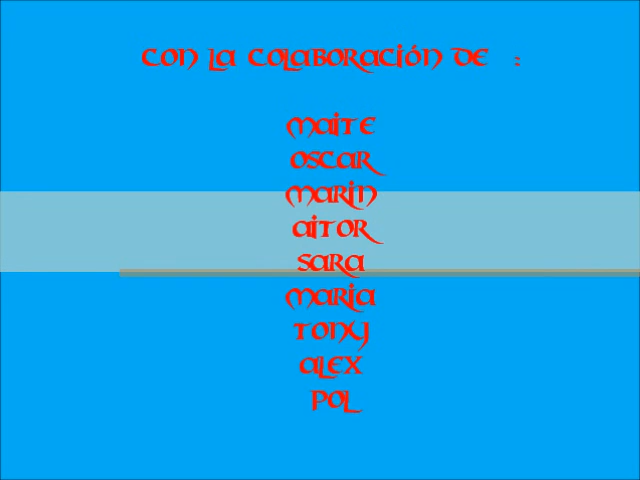 CON LA COLABORACIÓN DE :
MAITE
OSCAR
MARIN
AITOR
SARA
MARIA
TONY
ALEX
POL